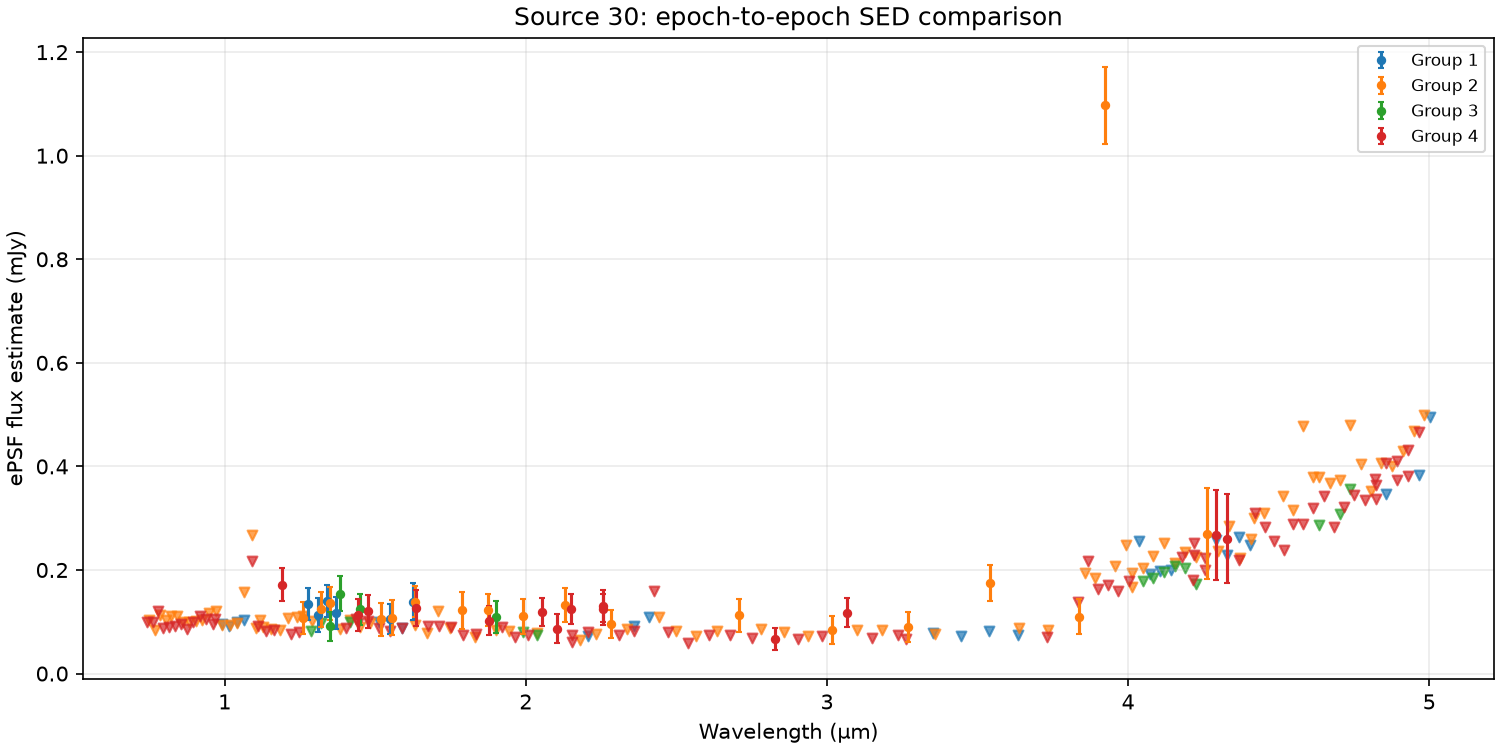 Source 30: epoch-to-epoch SED comparison
ePSF flux estimate (mJy)
1.2
1.0
0.8
0.6
0.4
0.2
0.0
Group 1
Group 2
Group 3
Group 4
1 2 3 4 5
Wavelength (μm)